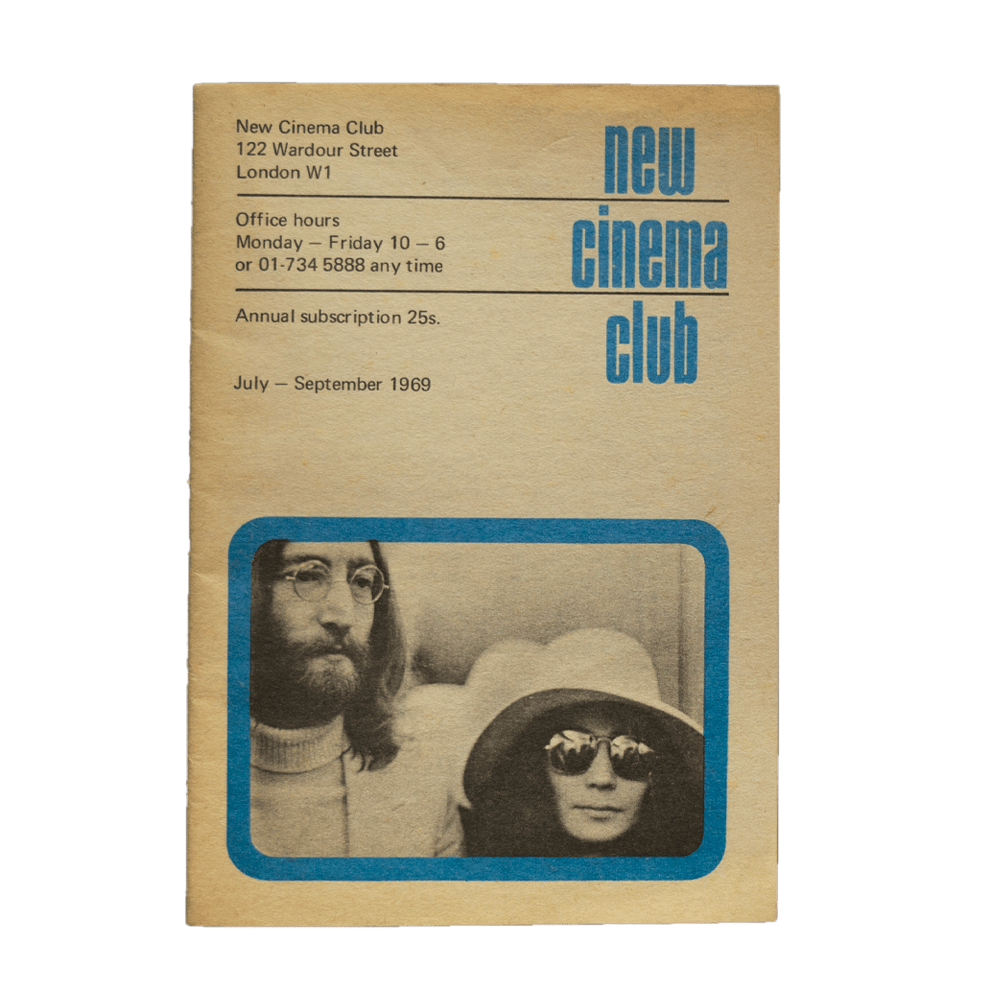 New Cinema Club
122 Wardour Street
London W1
Office hours
Monday — Friday 10 — 6
or 01-734 5888 any time
Annual subscription 25s.
July — September 1969
new
cinema
club